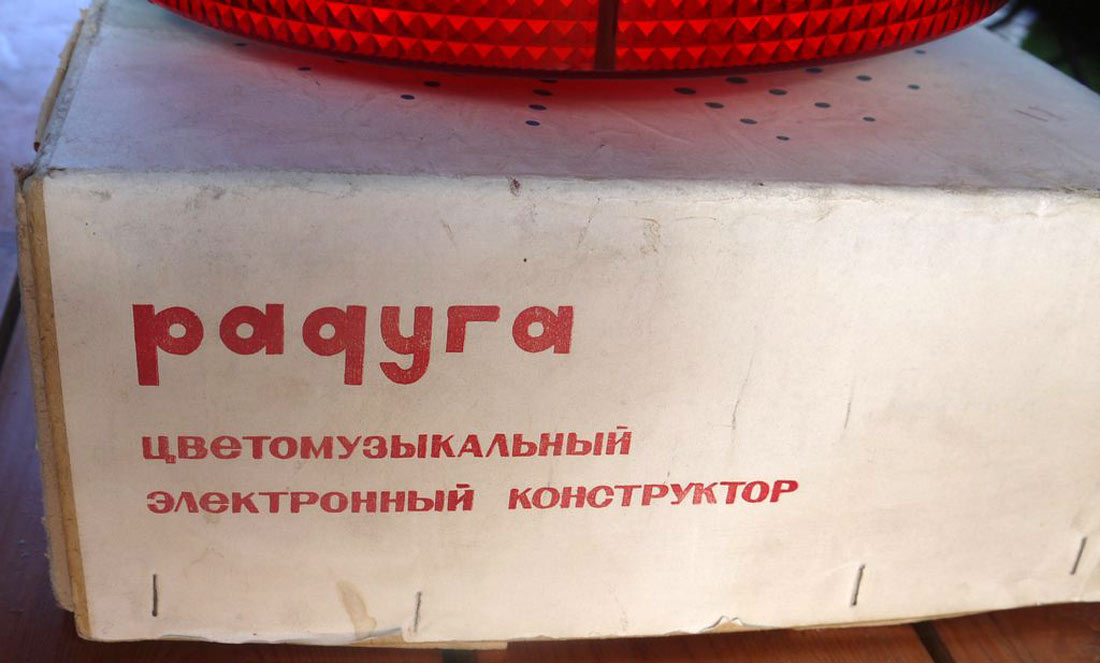 радуга
цветомузыкальный
электронный конструктор